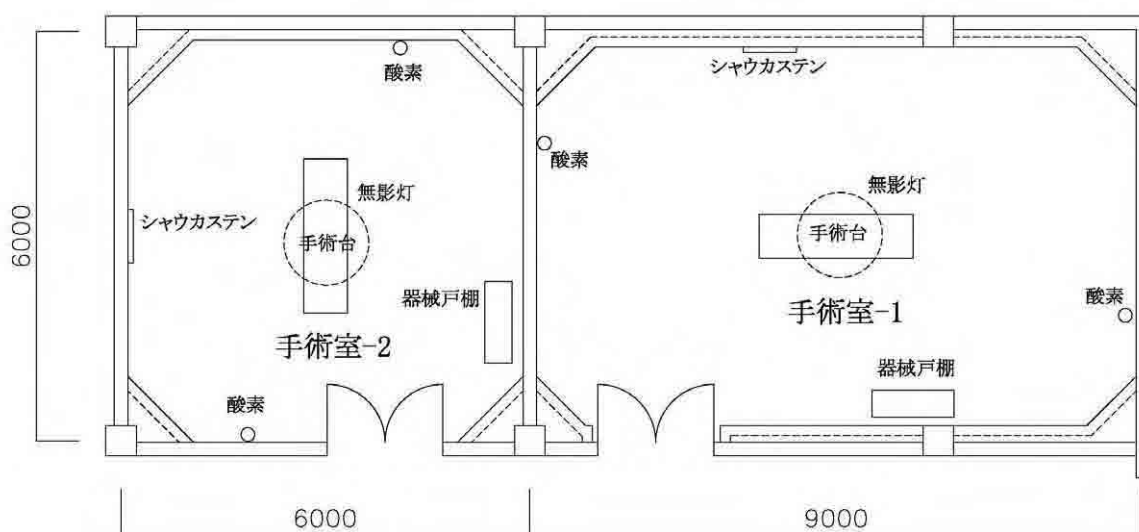 酸素
シャウカステン
酸素
無影灯
無影灯
シャウカステン
手術台
手術台
6000
器械戸棚
酸素
手術室-1
手術室-2
器械戸棚
酸素
6000
9000